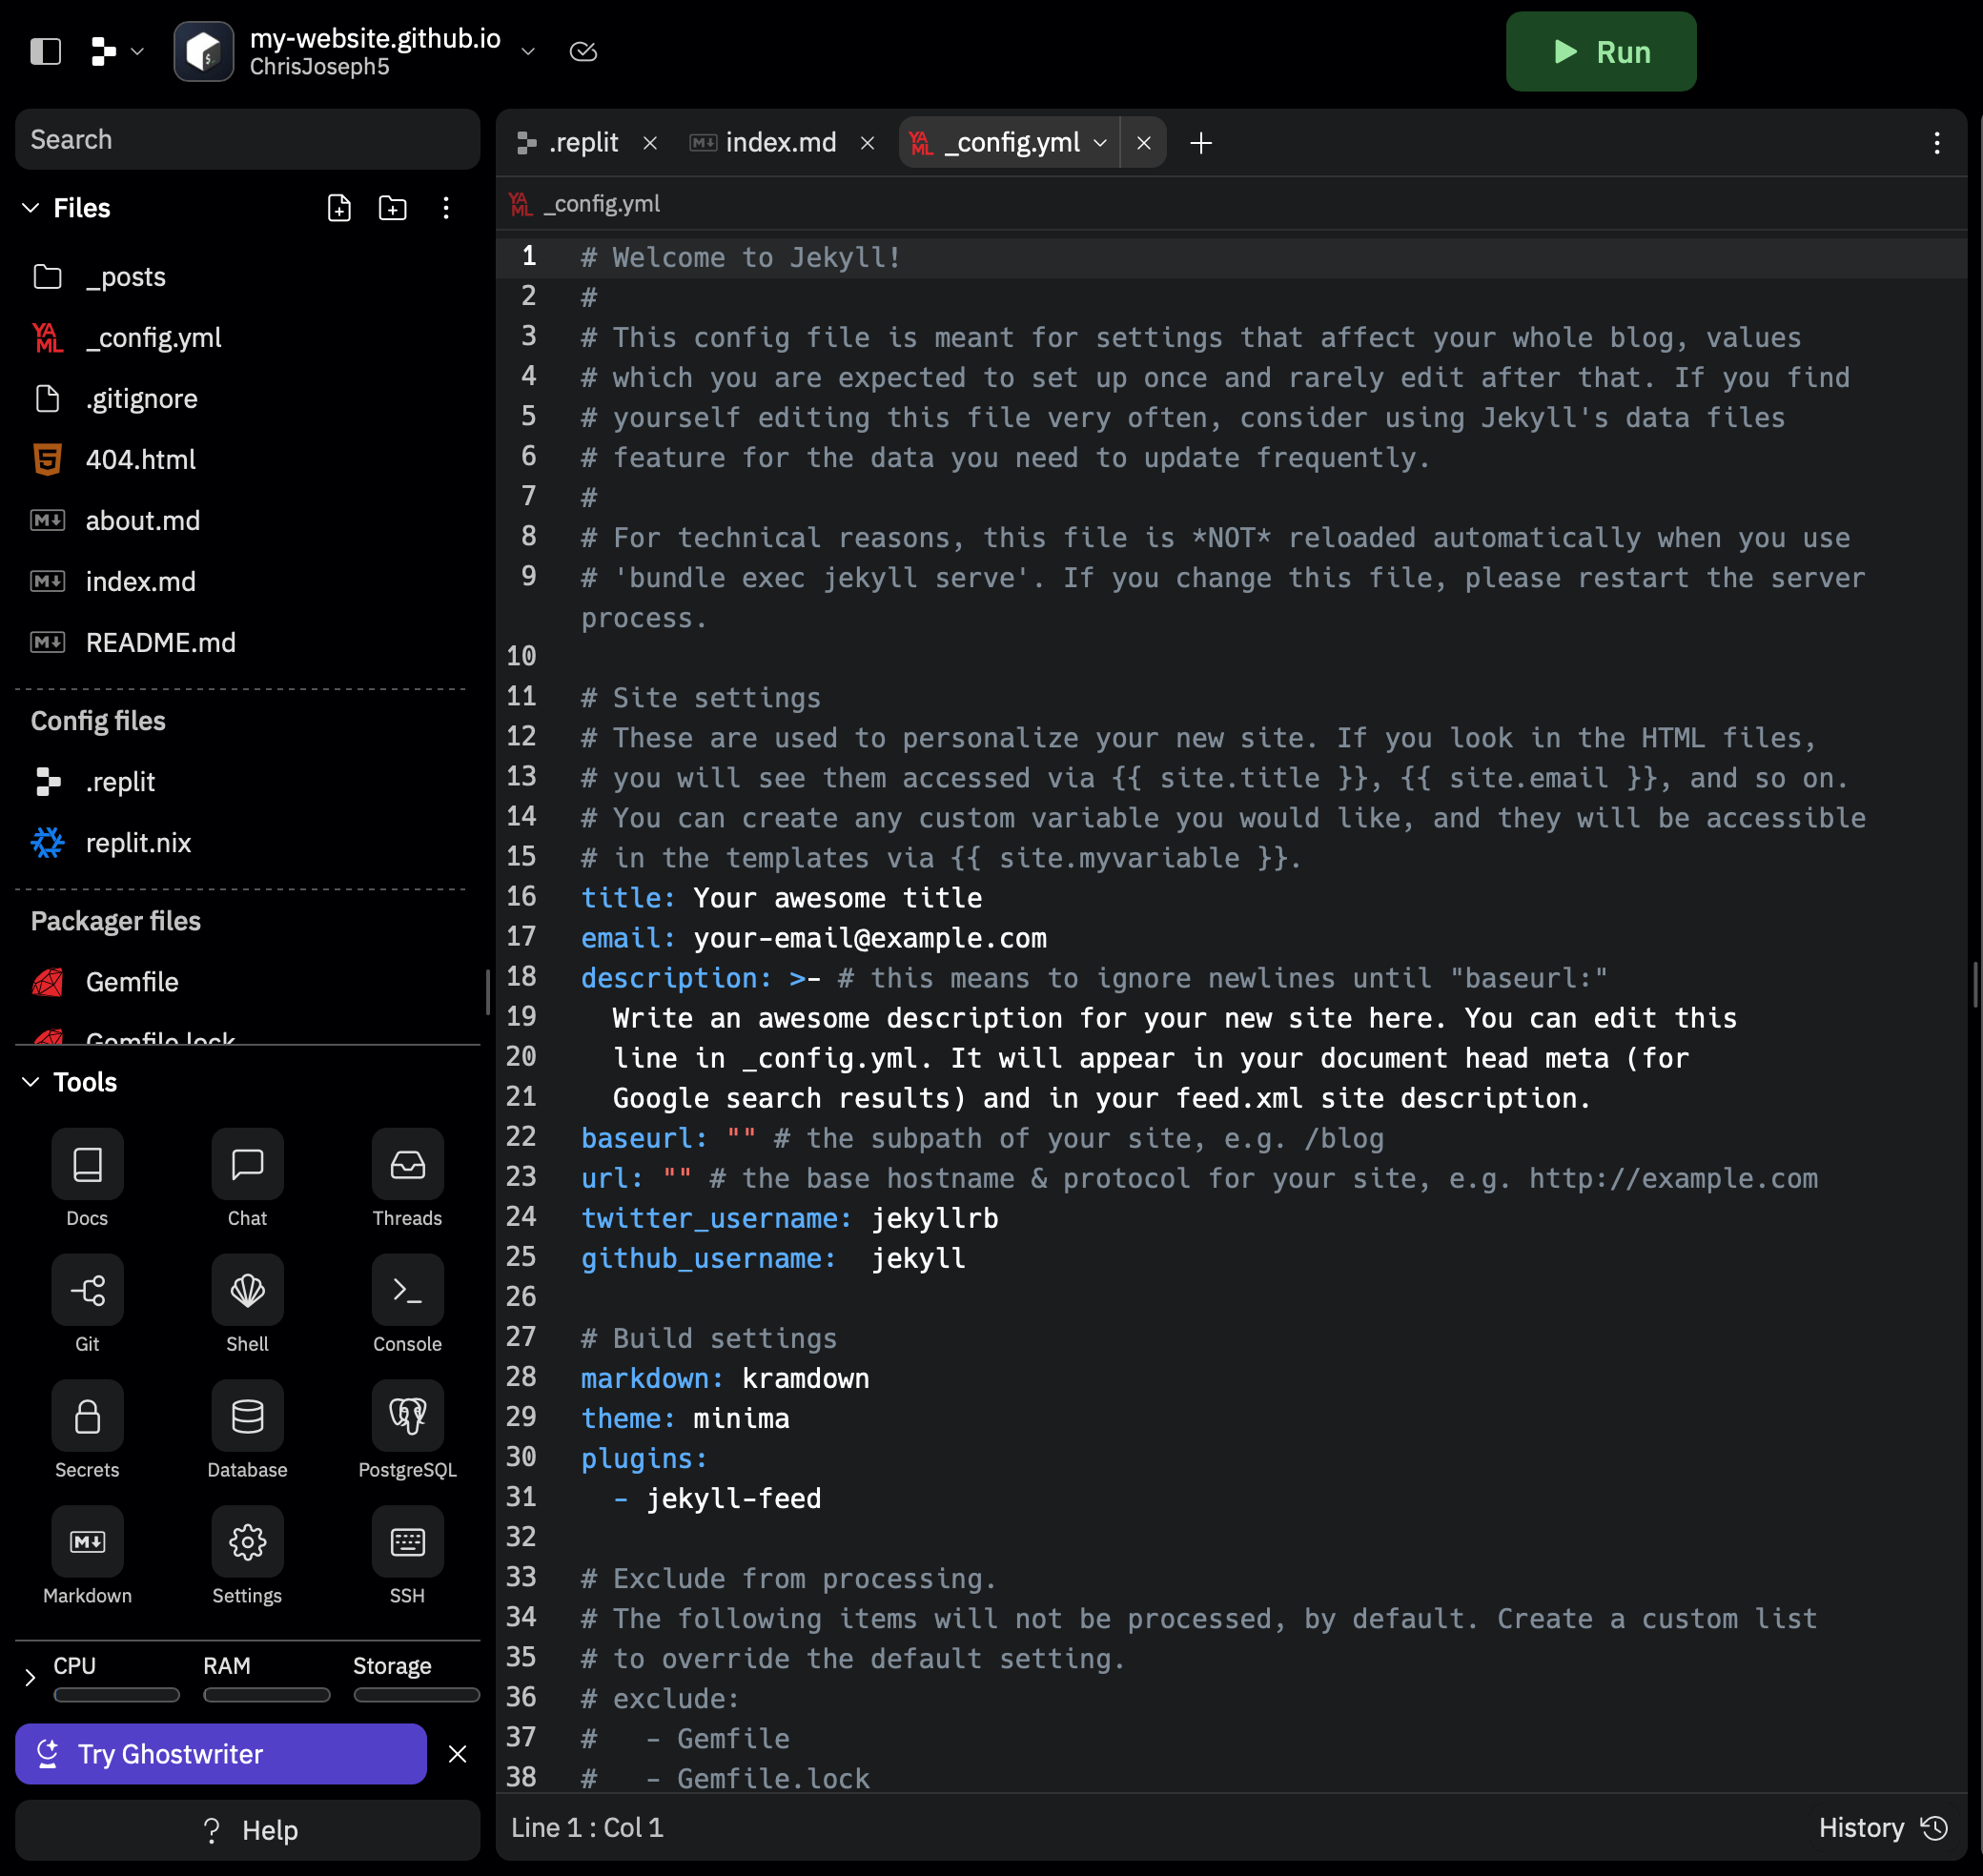 my-website.github.io
ChrisJoseph5
Run
Search
Files
_posts
_config.yml
.gitignore
404.html
about.md
index.md
README.md
Config files
.replit
replit.nix
Packager files
Gemfile
Gemfile.lock
Tools
Docs Chat Threads
Git Shell Console
Secrets Database PostgreSQL
Markdown Settings SSH
CPU RAM Storage
Try Ghostwriter
? Help
.replit index.md _config.yml
_config.yml
1 # Welcome to Jekyll!
2 #
3 # This config file is meant for settings that affect your whole blog, values
4 # which you are expected to set up once and rarely edit after that. If you find
5 # yourself editing this file very often, consider using Jekyll's data files
6 # feature for the data you need to update frequently.
7 #
8 # For technical reasons, this file is *NOT* reloaded automatically when you use
9 # 'bundle exec jekyll serve'. If you change this file, please restart the server
process.
10
11 # Site settings
12 # These are used to personalize your new site. If you look in the HTML files,
13 # you will see them accessed via {{ site.title }}, {{ site.email }}, and so on.
14 # You can create any custom variable you would like, and they will be accessible
15 # in the templates via {{ site.myvariable }}.
16 title: Your awesome title
17 email: your-email@example.com
18 description: >- # this means to ignore newlines until "baseurl:"
19   Write an awesome description for your new site here. You can edit this
20   line in _config.yml. It will appear in your document head meta (for
21   Google search results) and in your feed.xml site description.
22 baseurl: "" # the subpath of your site, e.g. /blog
23 url: "" # the base hostname & protocol for your site, e.g. http://example.com
24 twitter_username: jekyllrb
25 github_username:  jekyll
26
27 # Build settings
28 markdown: kramdown
29 theme: minima
30 plugins:
31   - jekyll-feed
32
33 # Exclude from processing.
34 # The following items will not be processed, by default. Create a custom list
35 # to override the default setting.
36 # exclude:
37 #   - Gemfile
38 #   - Gemfile.lock
Line 1 : Col 1
History